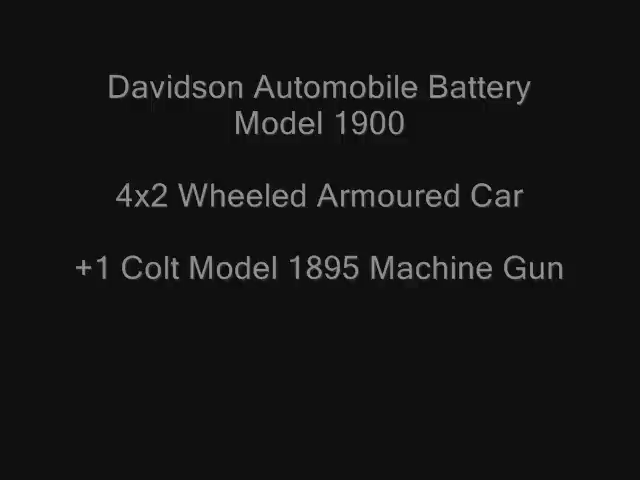 Davidson Automobile Battery
Model 1900
4x2 Wheeled Armoured Car
+1 Colt Model 1895 Machine Gun